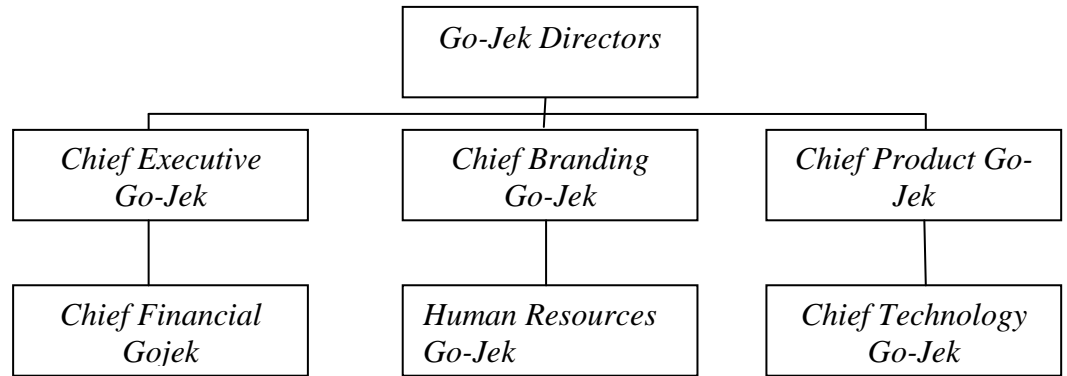 Go-Jek Directors
Chief Executive
Go-Jek
Chief Branding
Go-Jek
Chief Product Go-
Jek
Chief Financial
Gojek
Human Resources
Go-Jek
Chief Technology
Go-Jek